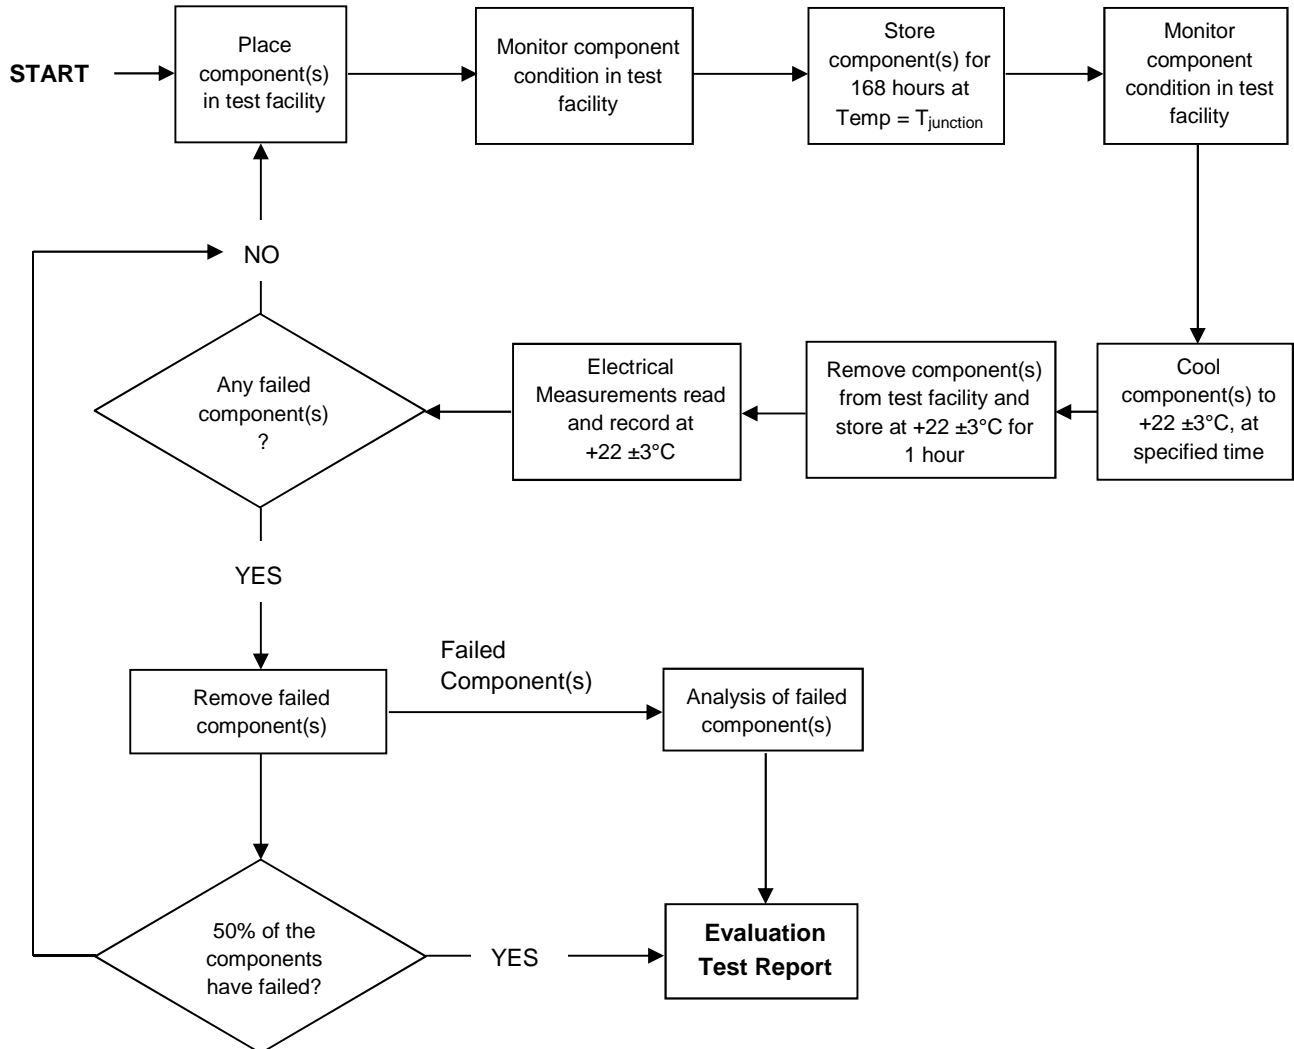 START
Place
component(s)
in test facility
Monitor component
condition in test
facility
Store
component(s) for
168 hours at
Temp = Tjunction
Monitor
component
condition in test
facility
NO
Any failed
component(s)
?
Electrical
Measurements read
and record at
+22 ±3°C
Remove component(s)
from test facility and
store at +22 ±3°C for
1 hour
Cool
component(s) to
+22 ±3°C, at
specified time
YES
Failed
Component(s)
Remove failed
component(s)
Analysis of failed
component(s)
50% of the
components
have failed?
YES
Evaluation
Test Report